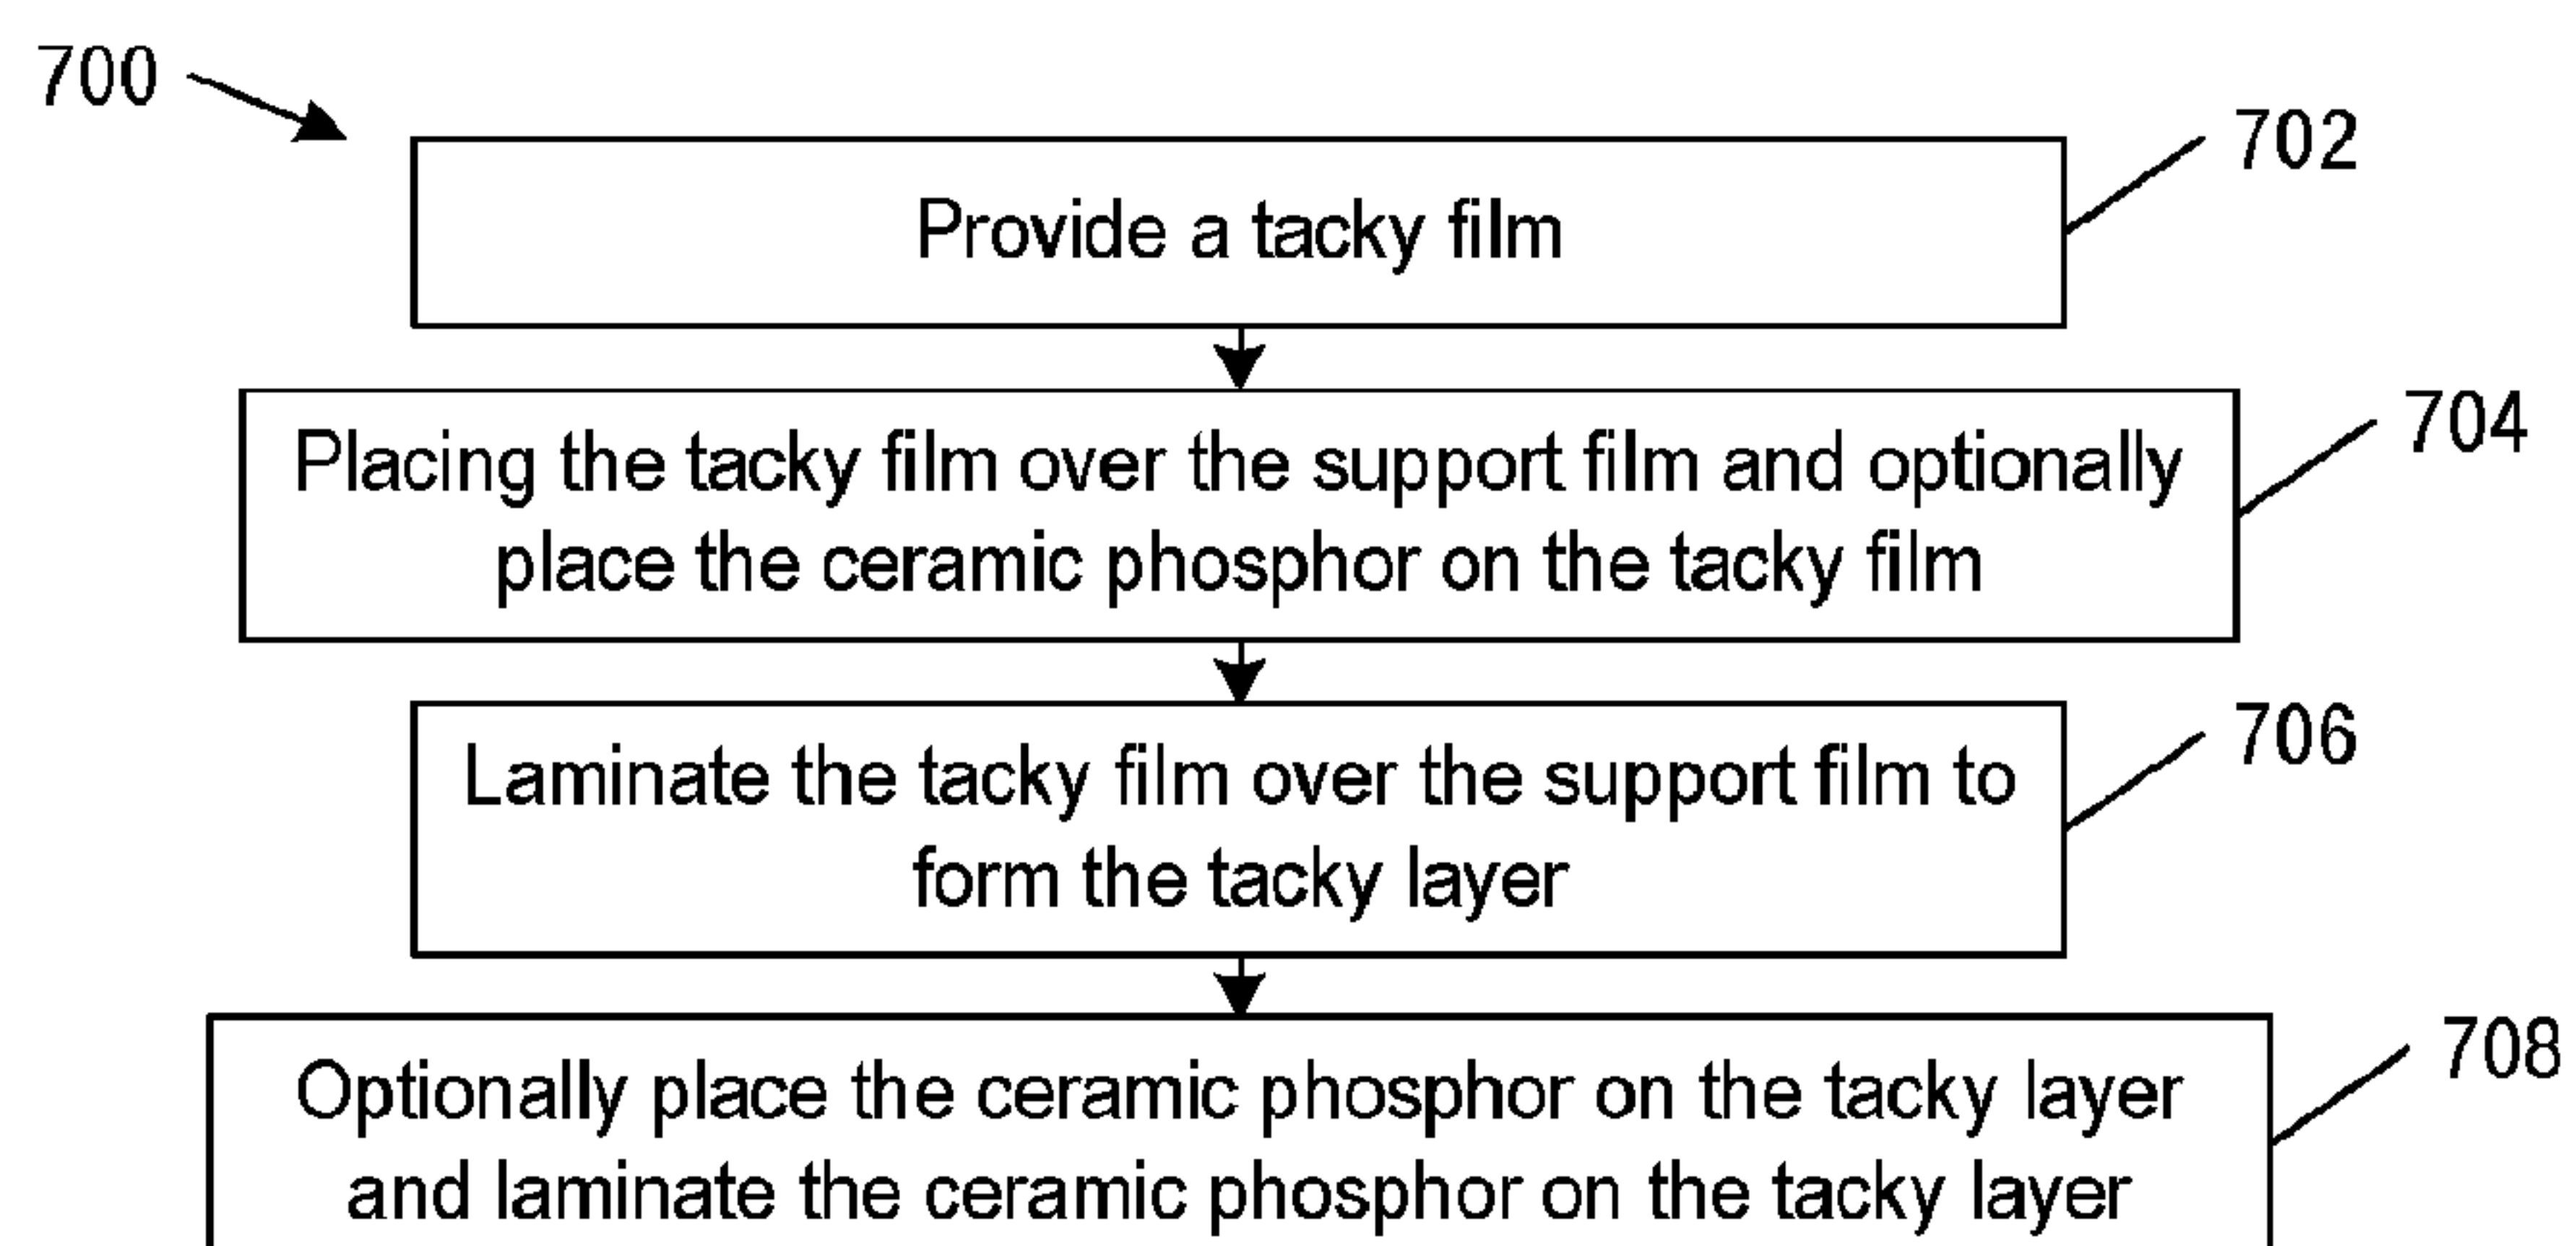 700
702
Provide a tacky film
704
Placing the tacky film over the support film and optionally
place the ceramic phosphor on the tacky film
706
Laminate the tacky film over the support film to
form the tacky layer
708
Optionally place the ceramic phosphor on the tacky layer
and laminate the ceramic phosphor on the tacky layer